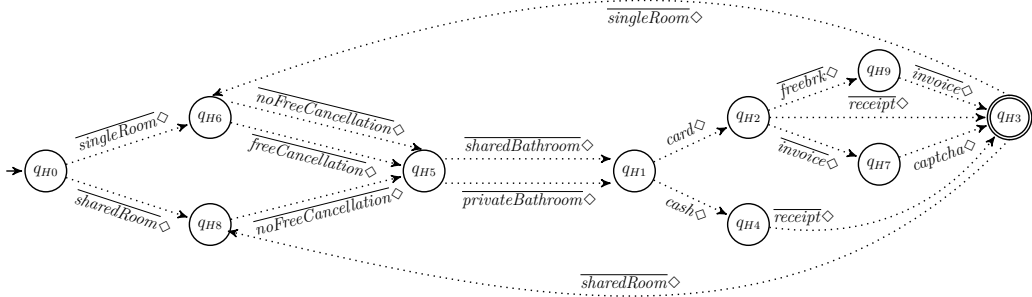 singleRoom◇
q_H9
freebrk◇
invoice◇
noFreeCancellation◇
singleRoom◇
q_H6
receipt◇
q_H2
q_H3
card◇
freeCancellation◇
sharedBathroom◇
invoice◇
captcha◇
q_H0
q_H5
q_H1
q_H7
privateBathroom◇
sharedRoom◇
noFreeCancellation◇
cash◇
receipt◇
q_H8
q_H4
sharedRoom◇